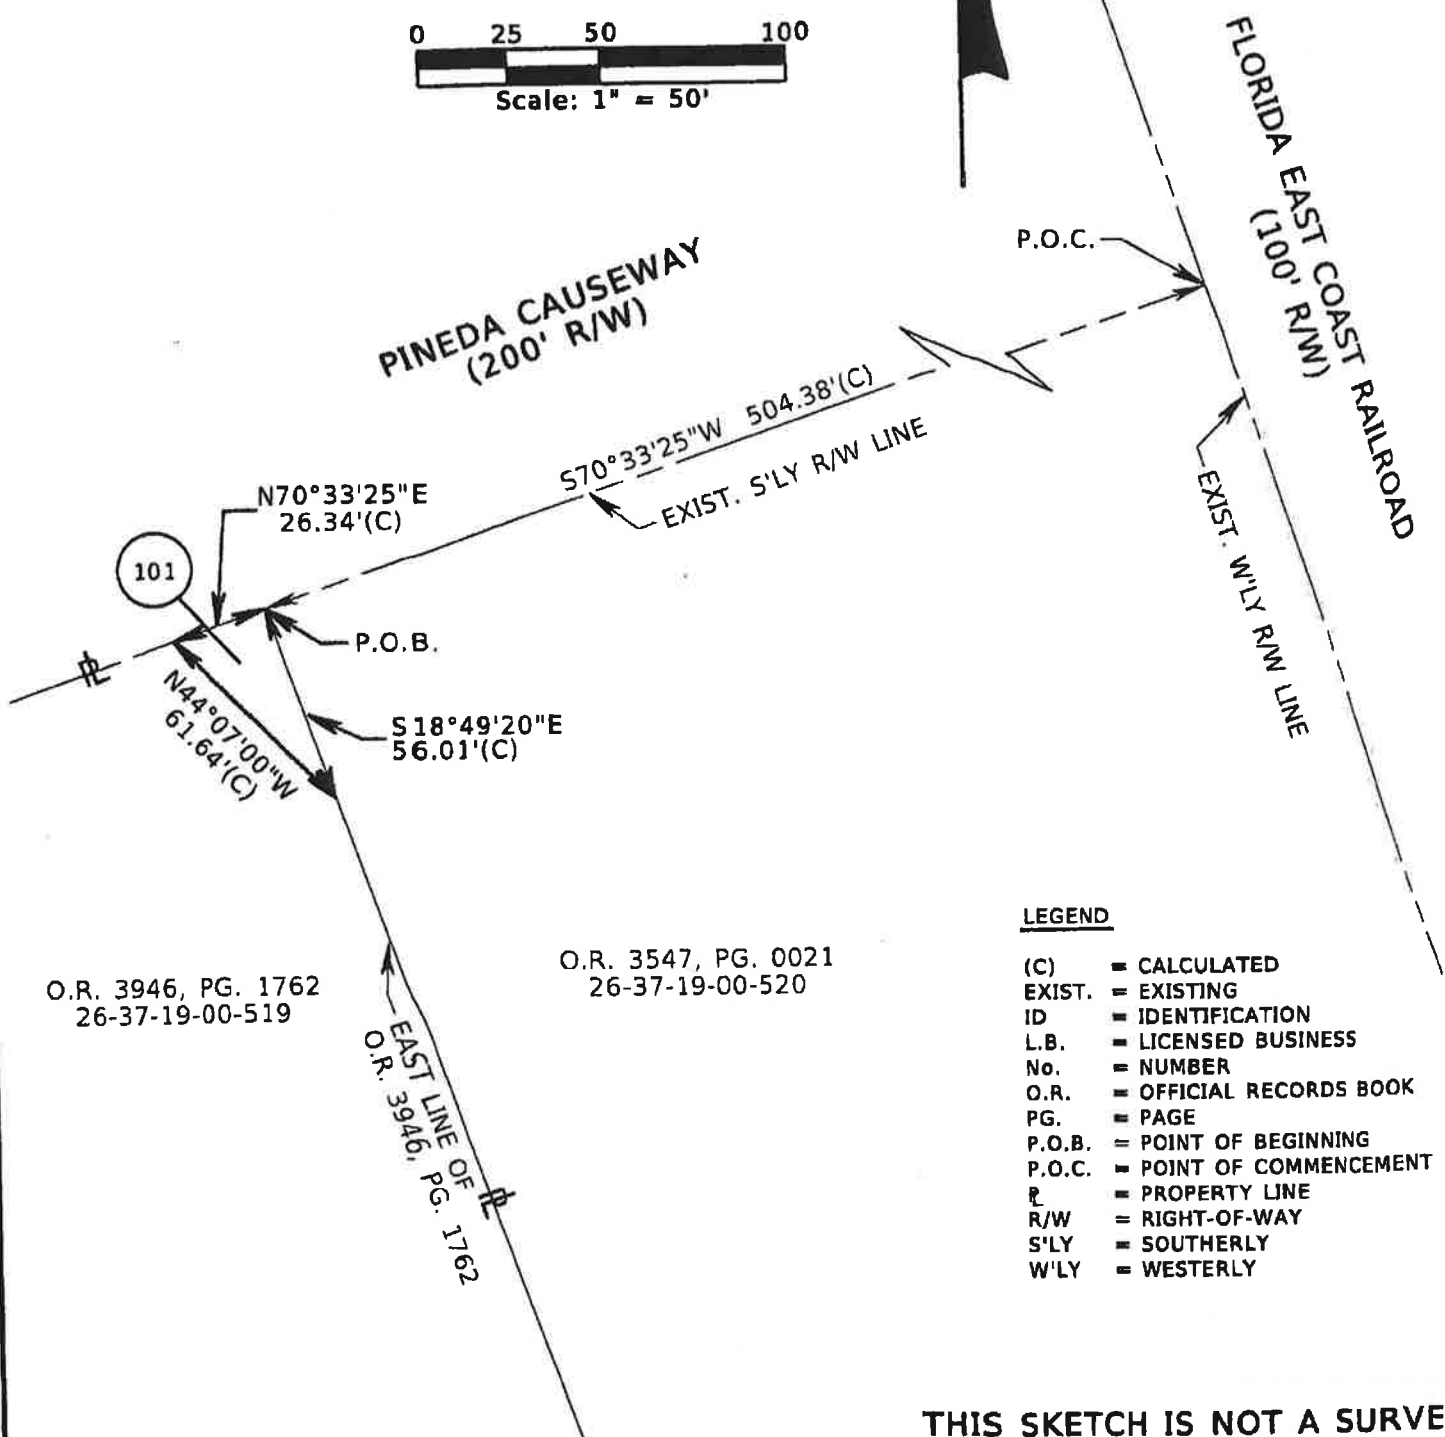 0 25 50 100
Scale: 1" = 50'
FLORIDA EAST COAST RAILROAD
(100' R/W)
P.O.C.
PINEDA CAUSEWAY
(200' R/W)
S70°33'25"W 504.38'(C)
EXIST. S'LY R/W LINE
N70°33'25"E
26.34'(C)
101
P.O.B.
EXIST. W'LY R/W LINE
PL
N44°07'00"W
61.64'(C)
S18°49'20"E
56.01'(C)
O.R. 3946, PG. 1762
26-37-19-00-519
O.R. 3547, PG. 0021
26-37-19-00-520
EAST LINE OF
O.R. 3946, PG. 1762
PL
LEGEND
(C) = CALCULATED
EXIST. = EXISTING
ID = IDENTIFICATION
L.B. = LICENSED BUSINESS
No. = NUMBER
O.R. = OFFICIAL RECORDS BOOK
PG. = PAGE
P.O.B. = POINT OF BEGINNING
P.O.C. = POINT OF COMMENCEMENT
PL = PROPERTY LINE
R/W = RIGHT-OF-WAY
S'LY = SOUTHERLY
W'LY = WESTERLY
THIS SKETCH IS NOT A SURVE